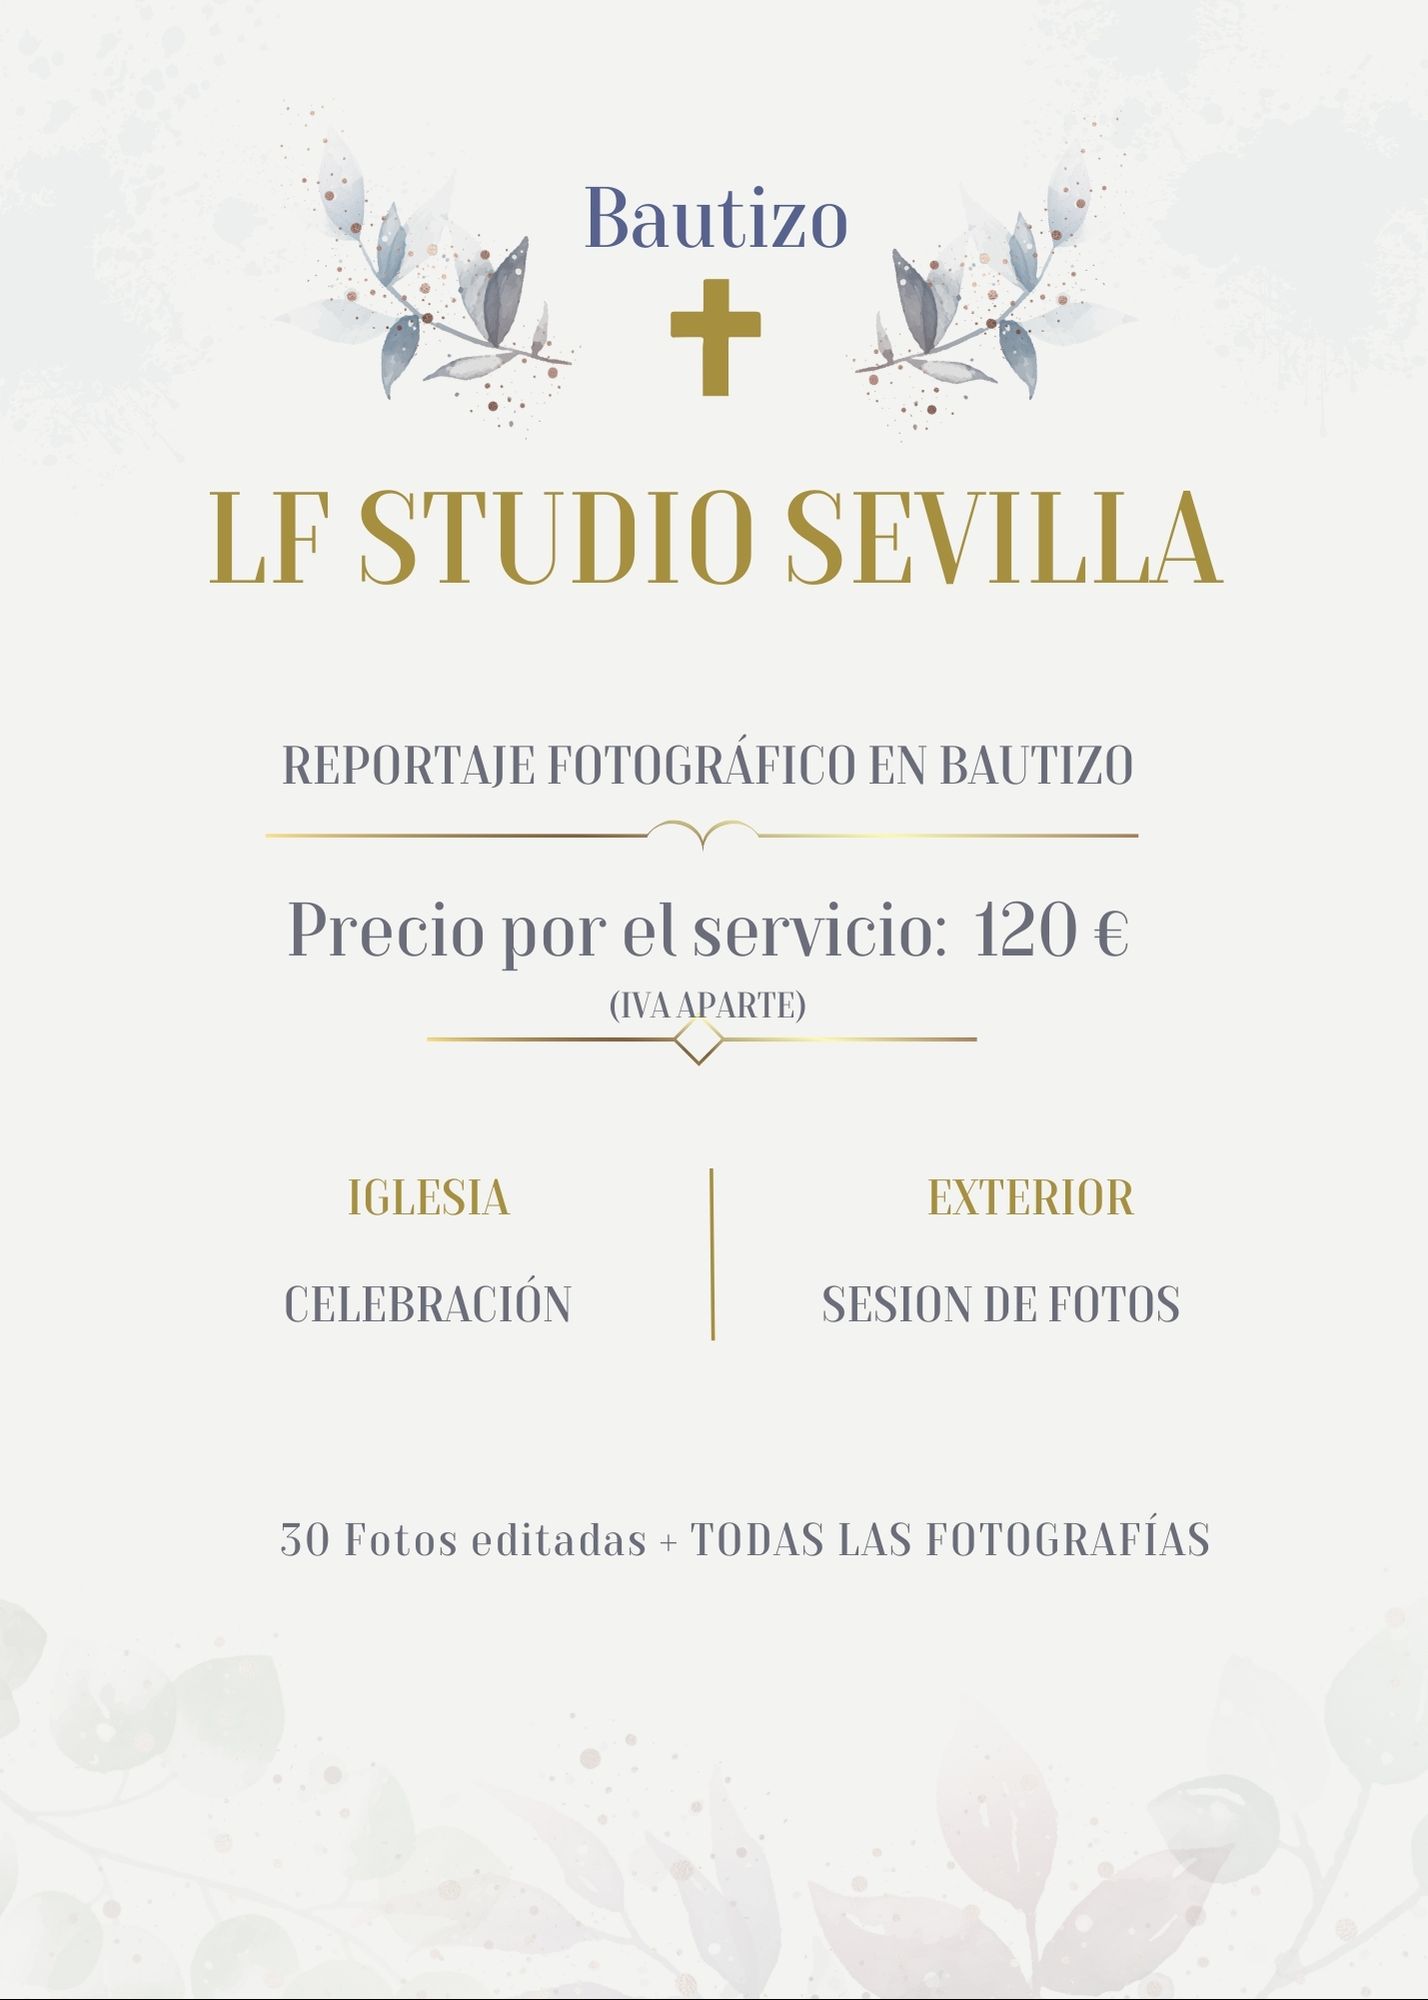 Bautizo
LF STUDIO SEVILLA
REPORTAJE FOTOGRÁFICO EN BAUTIZO
Precio por el servicio: 120 €
(IVA APARTE)
IGLESIA
CELEBRACIÓN
EXTERIOR
SESION DE FOTOS
30 Fotos editadas + TODAS LAS FOTOGRAFÍAS